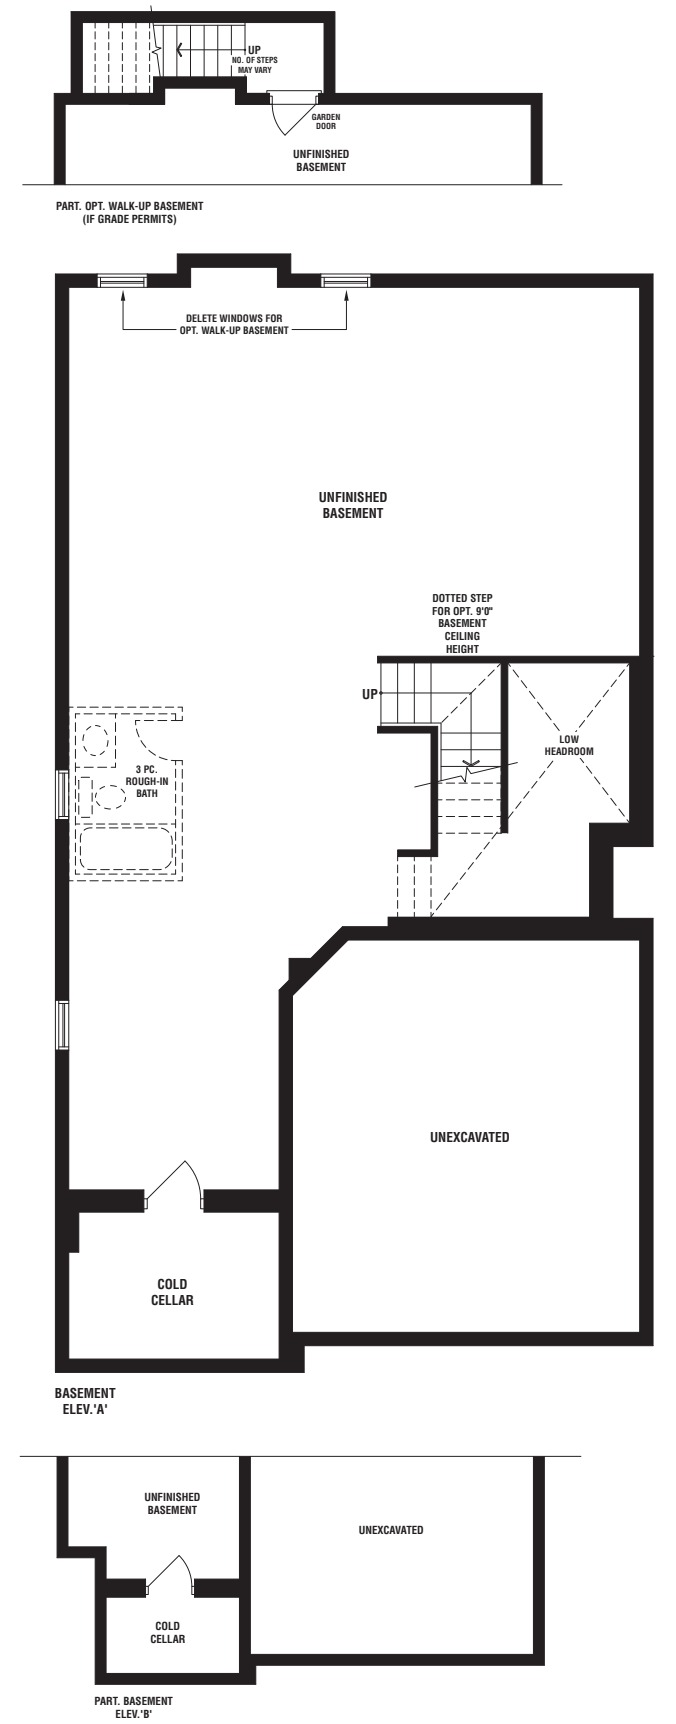 UP
NO. OF STEPS
MAY VARY
GARDEN
DOOR
UNFINISHED
BASEMENT
PART. OPT. WALK-UP BASEMENT
(IF GRADE PERMITS)
DELETE WINDOWS FOR
OPT. WALK-UP BASEMENT
UNFINISHED
BASEMENT
DOTTED STEP
FOR OPT. 9'0"
BASEMENT
CEILING
HEIGHT
UP
LOW
HEADROOM
3 PC.
ROUGH-IN
BATH
UNEXCAVATED
COLD
CELLAR
BASEMENT
ELEV.'A'
UNFINISHED
BASEMENT
UNEXCAVATED
COLD
CELLAR
PART. BASEMENT
ELEV.'B'